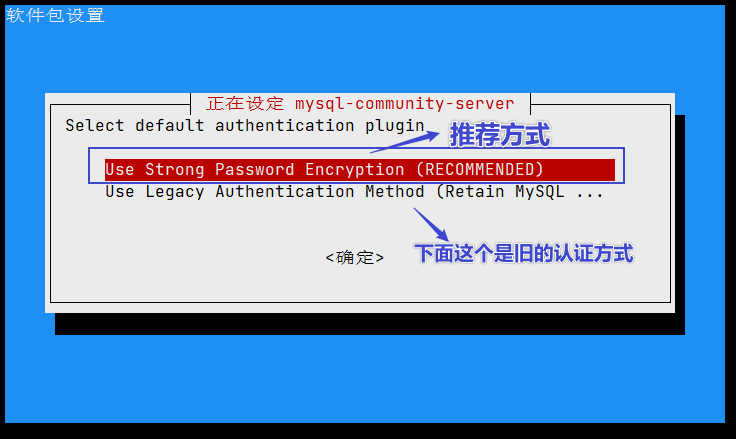 软件包设置
正在设定 mysql-community-server
Select default authentication plugin
推荐方式
Use Strong Password Encryption (RECOMMENDED)
Use Legacy Authentication Method (Retain MySQL ...
<确定>
下面这个是旧的认证方式